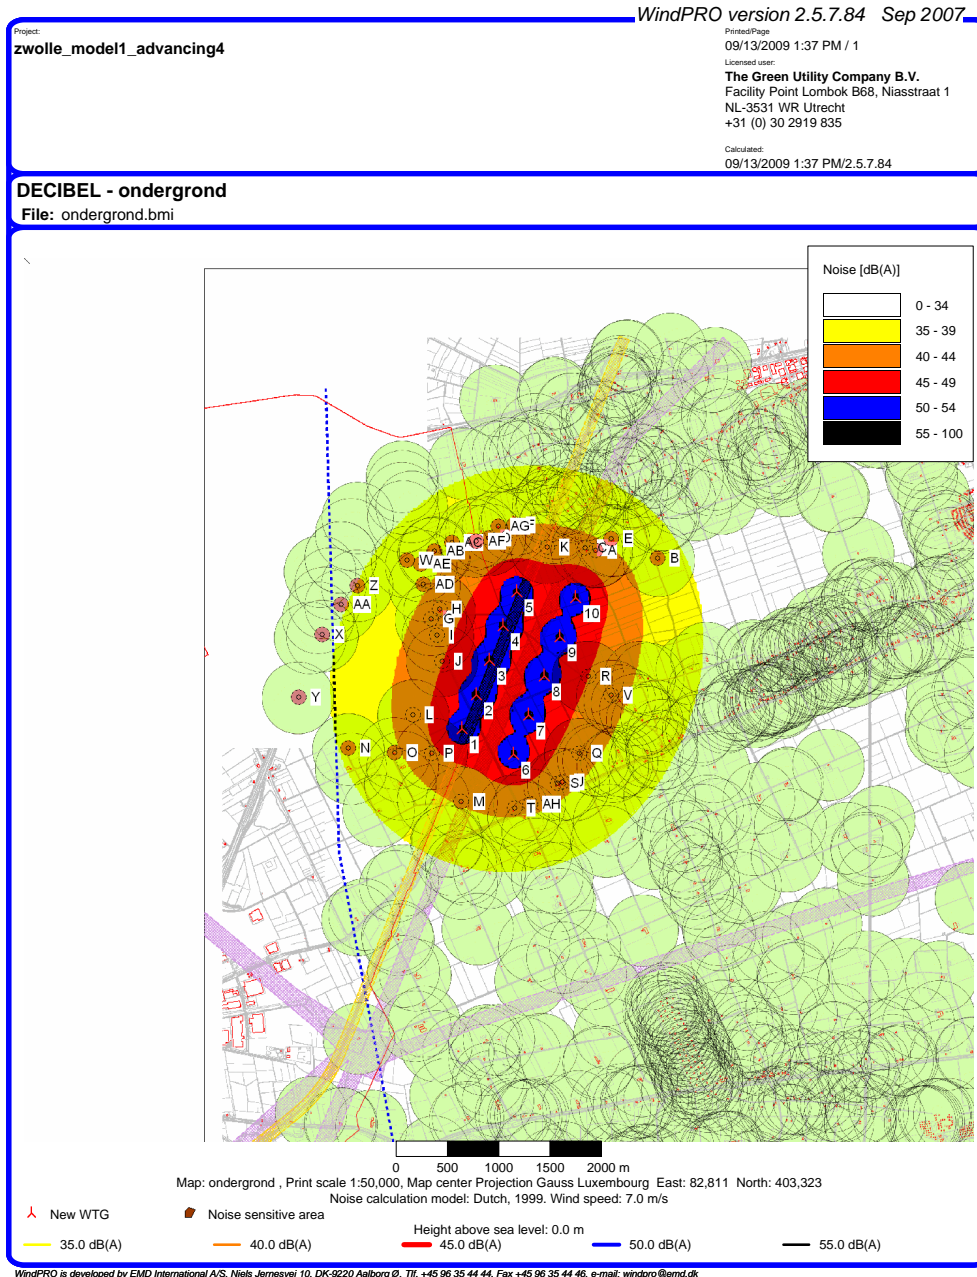 WindPRO version 2.5.7.84 Sep 2007
Project:
zwolle_model1_advancing4
Printed/Page
09/13/2009 1:37 PM / 1
Licensed user:
The Green Utility Company B.V.
Facility Point Lombok B68, Niasstraat 1
NL-3531 WR Utrecht
+31 (0) 30 2919 835
Calculated:
09/13/2009 1:37 PM/2.5.7.84
DECIBEL - ondergrond
File: ondergrond.bmi
Noise [dB(A)]
0 - 34
35 - 39
40 - 44
45 - 49
50 - 54
55 - 100
AG
AF
E
K
C
A
B
AB
W
AE
Z
AD
AA
H
G
X
I
J
Y
R
V
L
N
O
P
Q
S
M
T
AH
5
10
4
9
3
8
2
7
1
6
0 500 1000 1500 2000 m
Map: ondergrond , Print scale 1:50,000, Map center Projection Gauss Luxembourg East: 82,811 North: 403,323
Noise calculation model: Dutch, 1999. Wind speed: 7.0 m/s
New WTG
Noise sensitive area
Height above sea level: 0.0 m
35.0 dB(A)
40.0 dB(A)
45.0 dB(A)
50.0 dB(A)
55.0 dB(A)
WindPRO is developed by EMD International A/S, Niels Jernesvej 10, DK-9220 Aalborg Ø, Tlf. +45 96 35 44 44, Fax +45 96 35 44 46, e-mail: windpro@emd.dk